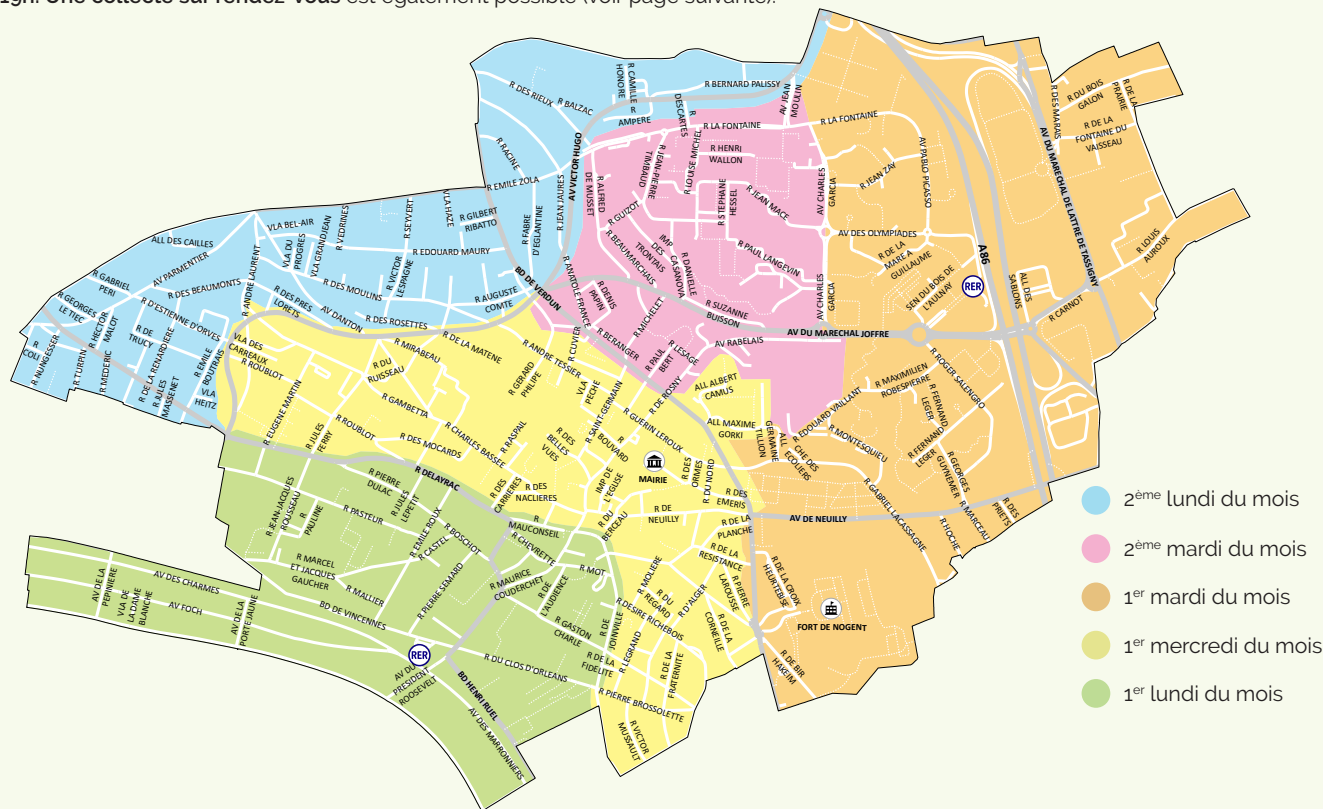 19h. Une collecte sur rendez-vous est également possible (voir page suivante).
R BERNARD PALISSY
R CAMILLE
HONORE
R
AMPERE
R DES RIEUX
R BALZAC
R
DESCARTES
AV JEAN
MOULIN
R LA FONTAINE
R LA FONTAINE
R DES MARAIS
R DU BOIS
GALON
R DE LA
PRAIRIE
R DE LA
FONTAINE DU
VAISSEAU
AV DU MARECHAL DE LATTRE DE TASSIGNY
R LOUIS
AUROUX
R RACINE
R EMILE ZOLA
AV VICTOR HUGO
R JEAN JAURES
R ALFRED
DE MUSSET
R JEAN-PIERRE
TIMBAUD
R LOUISE MICHEL
R HENRI
WALLON
R STEPHANE
HESSEL
R JEAN MACE
AV CHARLES
GARCIA
R JEAN ZAY
AV PABLO PICASSO
AV DES OLYMPIADES
R DE LA
MARE A
GUILLAUME
SEN DU BOIS DE
L'AULNAY
RER
A86
ALL DES
SABLONS
R CARNOT
VLA HAZE
R GILBERT
RIBATTO
R FABRE
D'EGLANTINE
R SEYVERT
R EDOUARD MAURY
R VICTOR
LESPAGNE
R VEDRINES
VLA GRANDJEAN
VLA DU
PROGRES
VLA BEL-AIR
ALL DES CAILLES
AV PARMENTIER
R ANDRE LAURENT
R DES BEAUMONTS
R GABRIEL
PERI
R GEORGES
LE TIEC
R D'ESTIENNE D'ORVES
R HECTOR
MALOT
R DE
TRUCY
R
COLI
R NUNGESSER
R TURPIN
R MEDERIC
R DE LA RENARDIERE
R JULES
MASSENET
R EMILE
BOUTRAIS
VLA
HEITZ
R DES MOULINS
R DES PRES
LOPRETS
AV DANTON
R DES ROSETTES
R AUGUSTE
COMTE
BD DE VERDUN
R ANATOLE FRANCE
R GUIZOT
R BEAUMARCHAIS
IMP
DES
TRONTAIS
R DANIELLE
CASANOVA
R PAUL LANGEVIN
R DENIS
PAPIN
R MICHELET
R SUZANNE
BUISSON
AV CHARLES
GARCIA
AV DU MARECHAL JOFFRE
R BERANGER
R PAUL
BERT
R LESAGE
AV RABELAIS
R DE ROSNY
R CUVIER
VLA DES
CARREAUX
R ROUBLOT
R MIRABEAU
R DE LA MATENE
R ANDRE TESSIER
R GERARD
PHILIPE
VLA
PECHE
R SAINT-GERMAIN
R DU
RUISSEAU
R GAMBETTA
R EUGENE MARTIN
R JULES
FERRY
R ROUBLOT
R DES MOCARDS
R CHARLES BASSEE
R RASPAIL
R DES
BELLES
VUES
R
BOUVARD
R GUERIN LEROUX
ALL ALBERT
CAMUS
ALL MAXIME
GORKI
GERMAINE
TILLION
ALL
ECOLIERS
CHE DES
R EDOUARD VAILLANT
R MAXIMILIEN
ROBESPIERRE
R ROGER SALENGRO
R FERNAND
LEGER
R MONTESQUIEU
R FERNAND
LEGER
R GEORGES
GUYNEMER
R MARCEAU
R DES
PRIETS
R HOCHE
R GABRIEL LACASSAGNE
AV DE NEUILLY
MAIRIE
R DES
ORMES
R DU NORD
R DES
EMERIS
R DES
CARRIERES
R DES
NACLIERES
IMP DE
L'EGLISE
R DU
BERCEAU
R DE
NEUILLY
R DE LA
PLANCHE
R DE LA
RESISTANCE
R DELAYRAC
R PIERRE
DULAC
R JULES
LEPETIT
R JEAN-JACQUES
ROUSSEAU
R
PAULINE
R PASTEUR
R EMILE ROUX
R CASTEL
R BOSCHOT
R
MAUCONSEIL
R CHEVRETTE
R MOT
R MARCEL
ET JACQUES
GAUCHER
R MALLIER
R PIERRE SEMARD
R MAURICE
COUDERCHET
R DE
L'AUDIENCE
R GASTON
CHARLE
R DE
JOINVILLE
R DE LA
FIDELITE
R MOLIERE
R DU
REGARD
R DESIRE RICHEBOIS
R D'ALGER
R PIERRE
LAROUSSE
R DE LA
CORNEILLE
R LEGRAND
R DE LA
FRATERNITE
R PIERRE BROSSOLETTE
R VICTOR
MUSSAULT
R DE LA CROIX
HEURTEBISE
FORT DE NOGENT
R DE BIR
HAKEIM
AV DE LA
PEPINIERE
AV DES CHARMES
VLA DE
LA DAME
BLANCHE
AV FOCH
AV DE LA
PORTE JAUNE
BD DE VINCENNES
RER
AV DU
PRESIDENT
ROOSEVELT
BD HENRI RUEL
R DU CLOS D'ORLEANS
AV DES MARRONNIERS
2ème lundi du mois
2ème mardi du mois
1er mardi du mois
1er mercredi du mois
1er lundi du mois